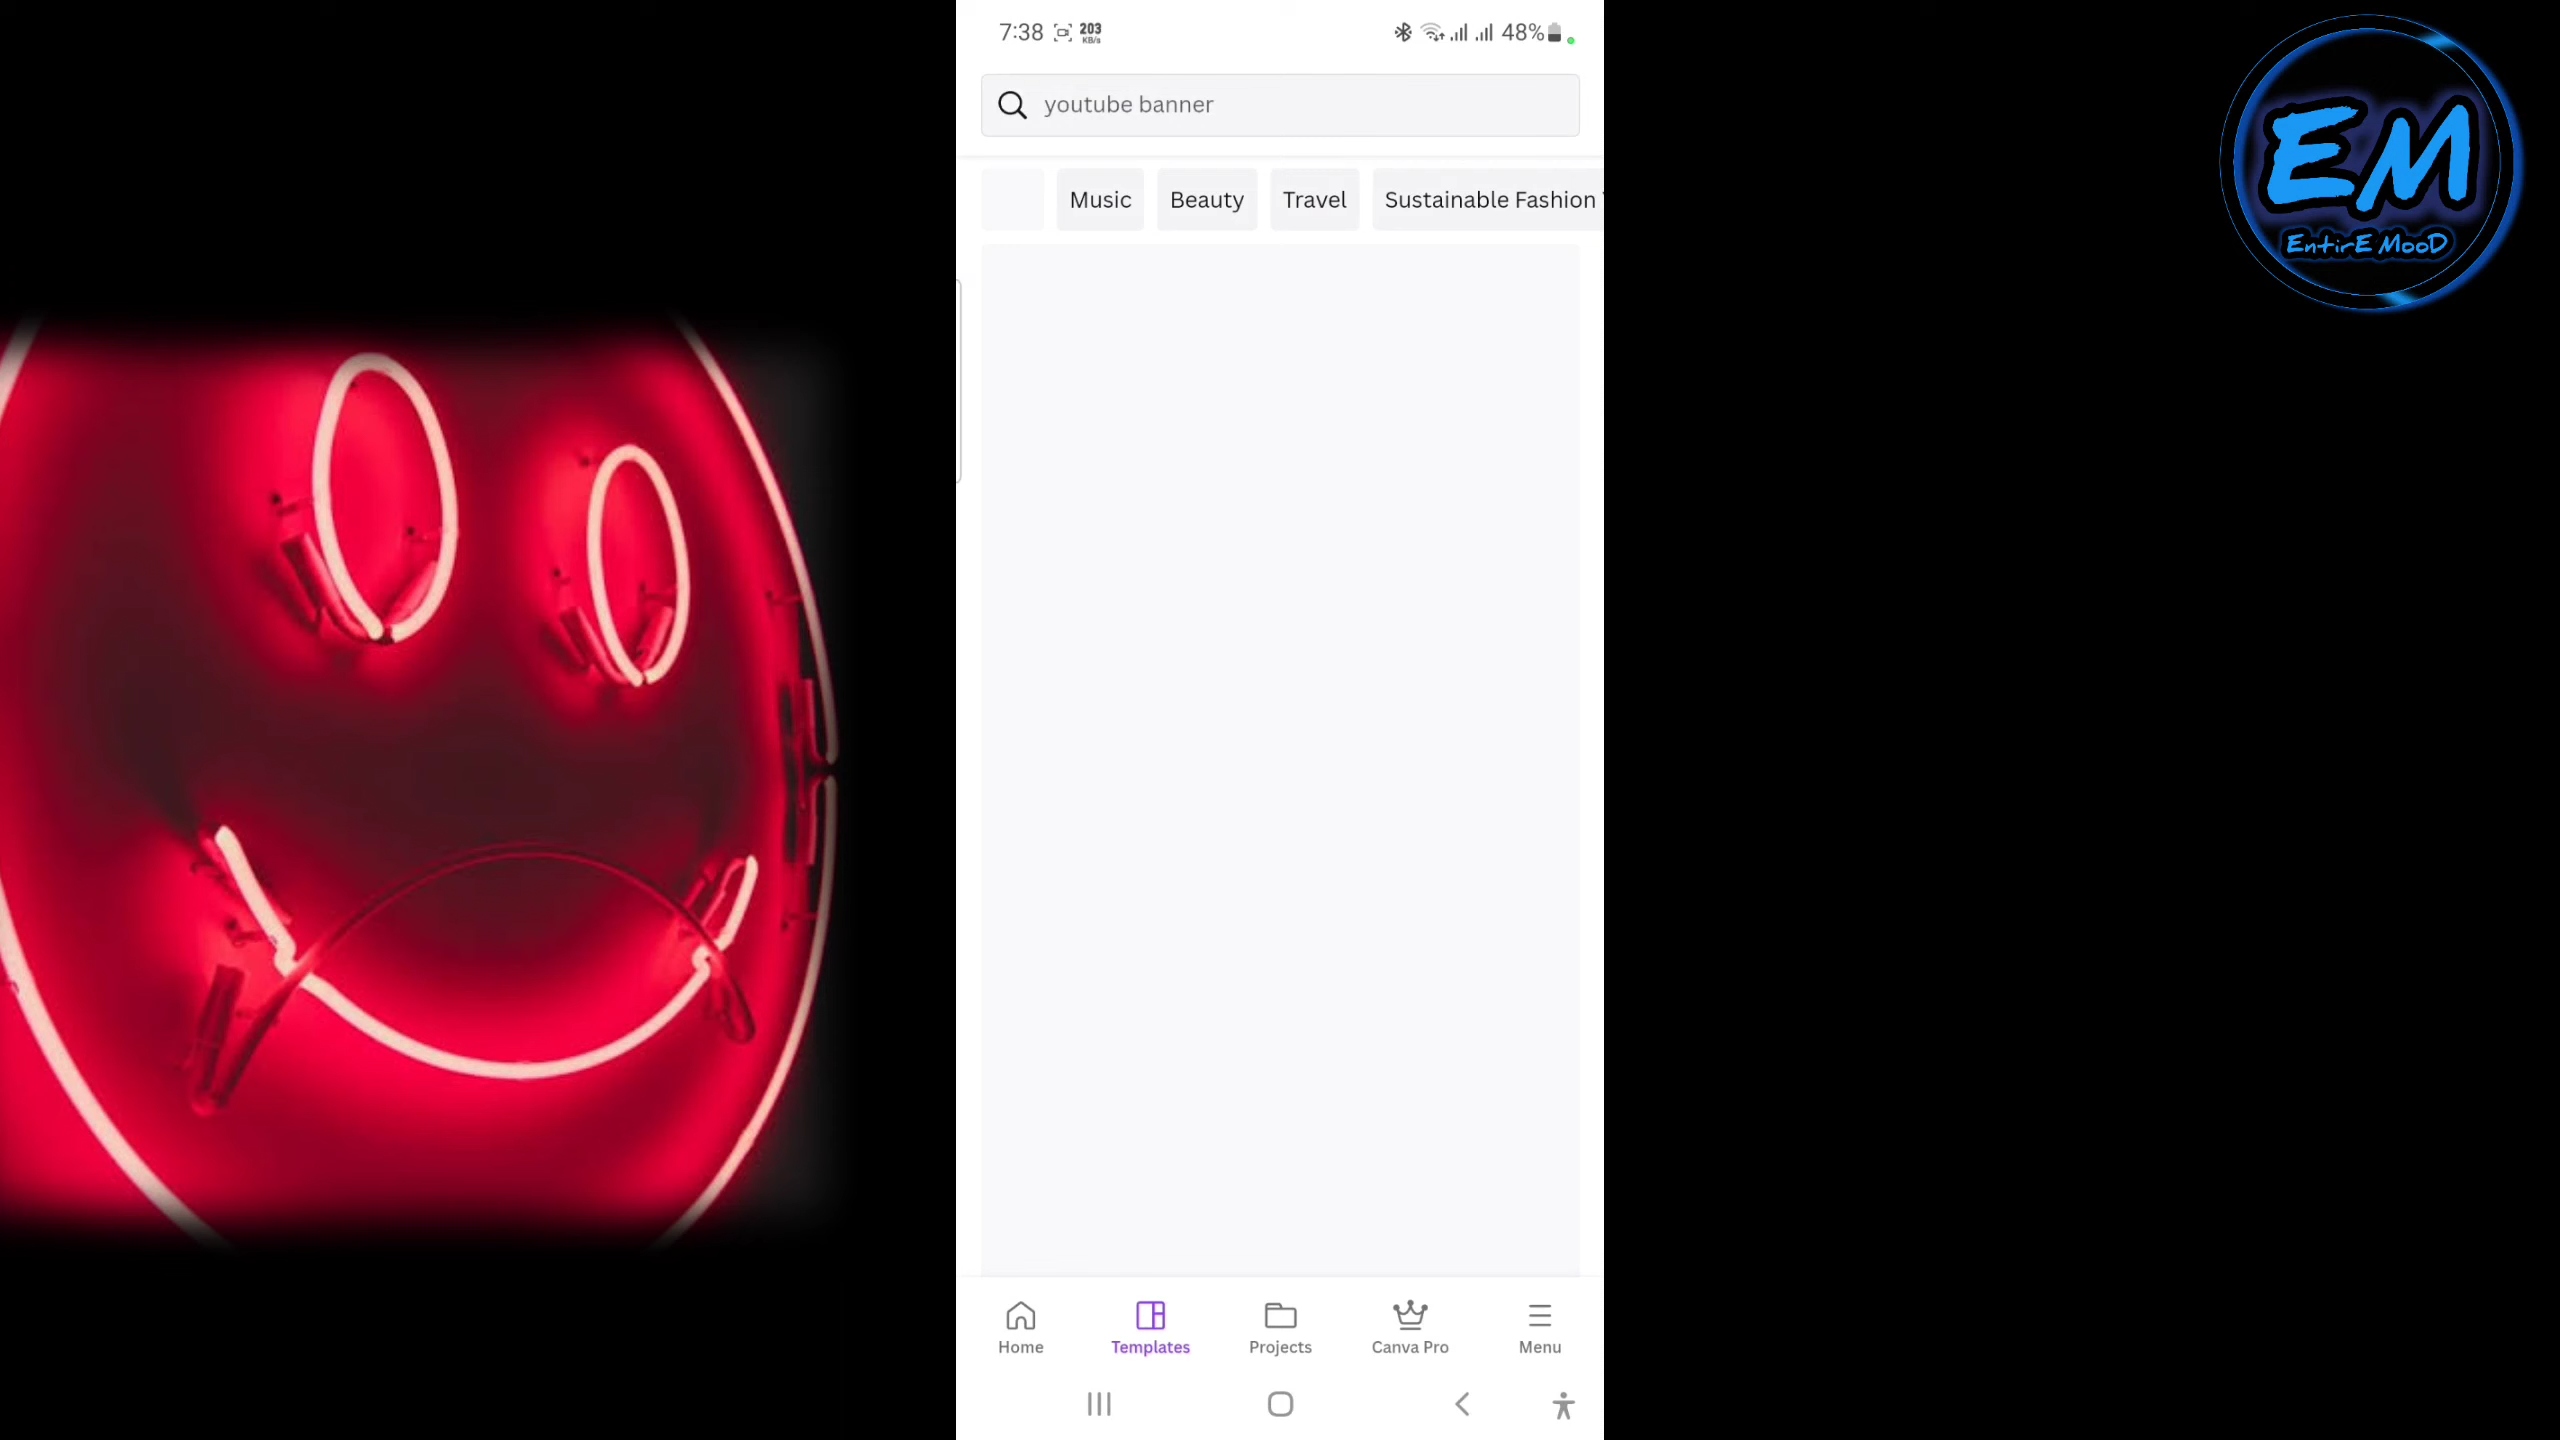 7:38 203 KB/s 48%
youtube banner
Music Beauty Travel Sustainable Fashion
EM
EntirE MooD
Home Templates Projects Canva Pro Menu